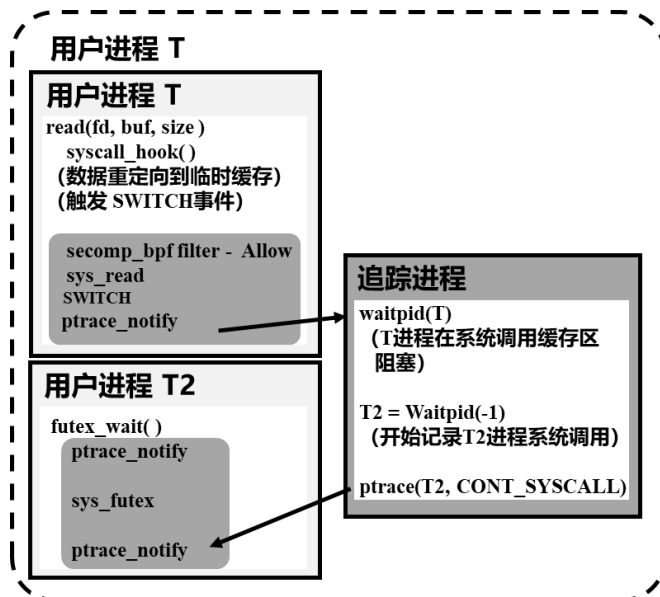 用户进程 T
用户进程 T
read(fd, buf, size )
syscall_hook( )
（数据重定向到临时缓存）
（触发 SWITCH事件）
secomp_bpf filter - Allow
sys_read
SWITCH
ptrace_notify
追踪进程
waitpid(T)
（T进程在系统调用缓存区
阻塞）
T2 = Waitpid(-1)
（开始记录T2进程系统调用）
ptrace(T2, CONT_SYSCALL)
用户进程 T2
futex_wait( )
ptrace_notify
sys_futex
ptrace_notify